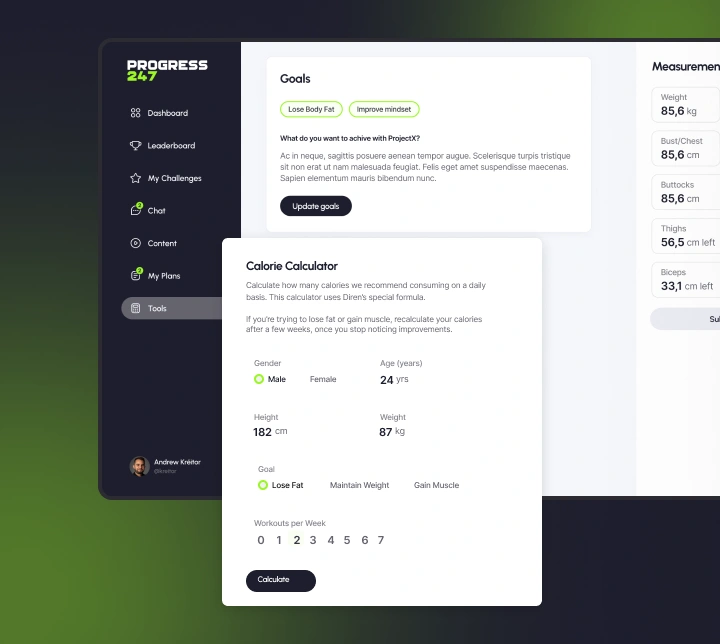 PROGRESS
247
Dashboard
Leaderboard
My Challenges
2
Chat
Content
My Plans
Tools
Andrew Kreitor
@kreitor
Goals
Lose Body Fat
Improve mindset
What do you want to achive with ProjectX?
Ac in neque, sagittis posuere aenean tempor augue. Scelerisque turpis tristique
sit non erat ut nam malesuada feugiat. Felis eget amet suspendisse maecenas.
Sapien elementum mauris bibendum nunc.
Update goals
Weight
85,6 kg
Bust/Chest
85,6 cm
Buttocks
85,6 cm
Thighs
56,5 cm left
Biceps
33,1 cm left
Calorie Calculator
Calculate how many calories we recommend consuming on a daily
basis. This calculator uses Diren's special formula.
If you're trying to lose fat or gain muscle, recalculate your calories
after a few weeks, once you stop noticing improvements.
Gender
Male Female
Age (years)
24 yrs
Height
182 cm
Weight
87 kg
Goal
Lose Fat Maintain Weight Gain Muscle
Workouts per Week
0 1 2 3 4 5 6 7
Calculate